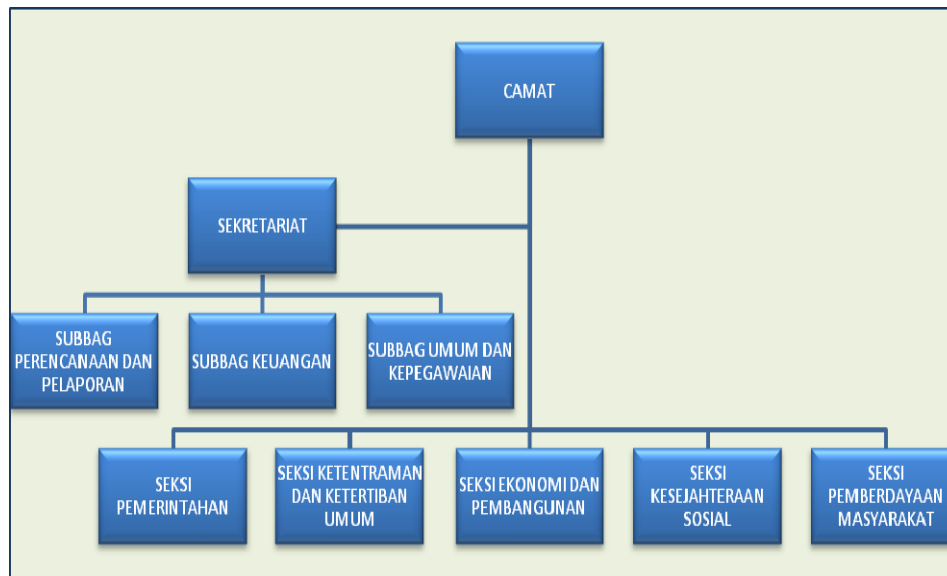 CAMAT
SEKRETARIAT
SUBBAG
PERENCANAAN DAN
PELAPORAN
SUBBAG KEUANGAN
SUBBAG UMUM DAN
KEPEGAWAIAN
SEKSI
PEMERINTAHAN
SEKSI KETENTRAMAN
DAN KETERTIBAN
UMUM
SEKSI EKONOMI DAN
PEMBANGUNAN
SEKSI
KESEJAHTERAAN
SOSIAL
SEKSI
PEMBERDAYAAN
MASYARAKAT